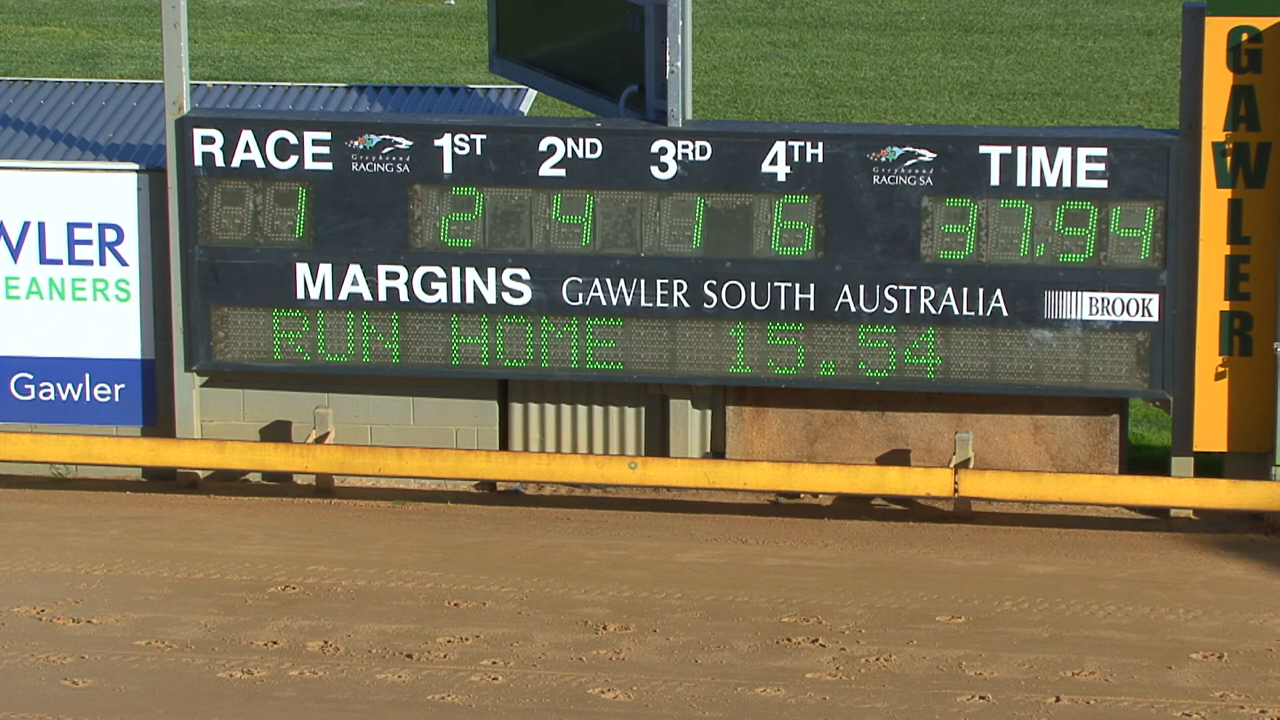 RACE Greyhound RACING SA 1ST 2ND 3RD 4TH Greyhound RACING SA TIME
1 2 4 1 6 37.94
MARGINS GAWLER SOUTH AUSTRALIA BROOK
RUN HOME 15.54
WLER
EANERS
Gawler
GAWLER